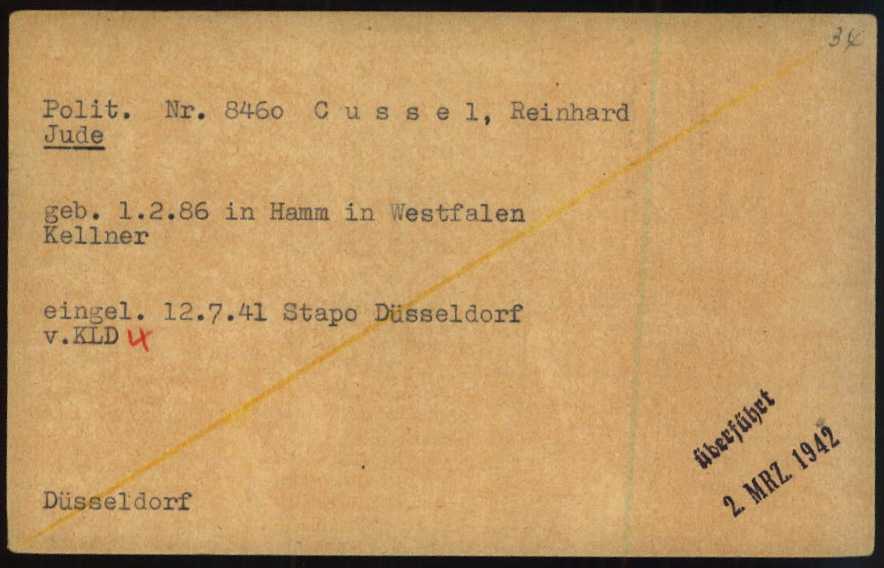 34
Polit. Nr. 846o C u s s e l, Reinhard
Jude
geb. 1.2.86 in Hamm in Westfalen
Kellner
eingel. 12.7.41 Stapo Düsseldorf
v.KLD 4
überführt
2. MRZ. 1942
Düsseldorf